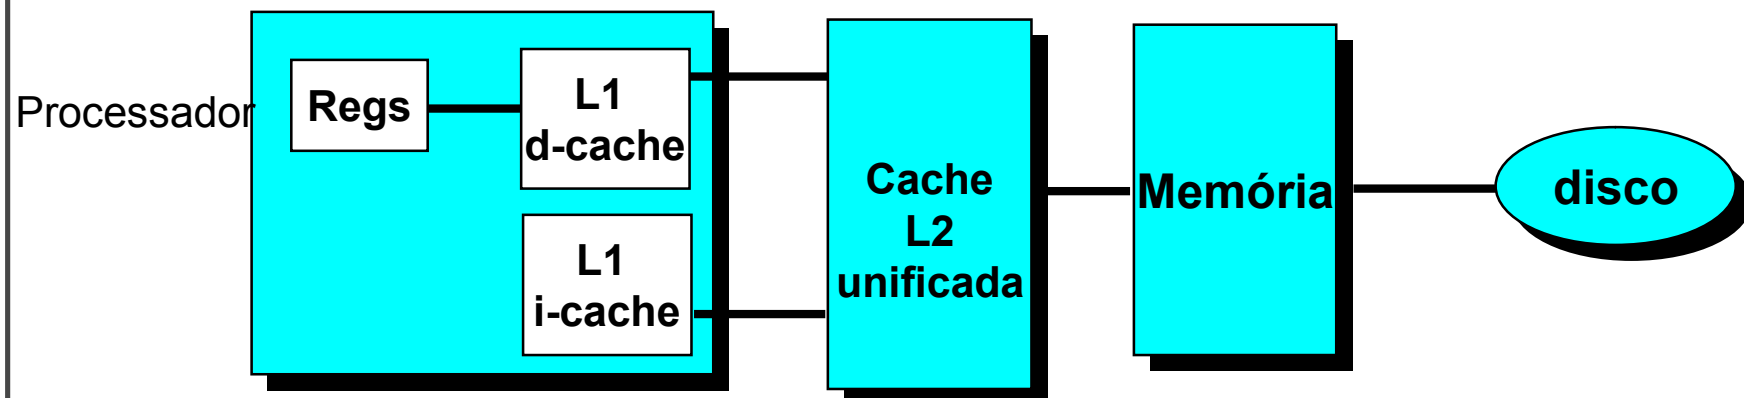 Processador
Regs
L1
d-cache
L1
i-cache
Cache
L2
unificada
Memória
disco